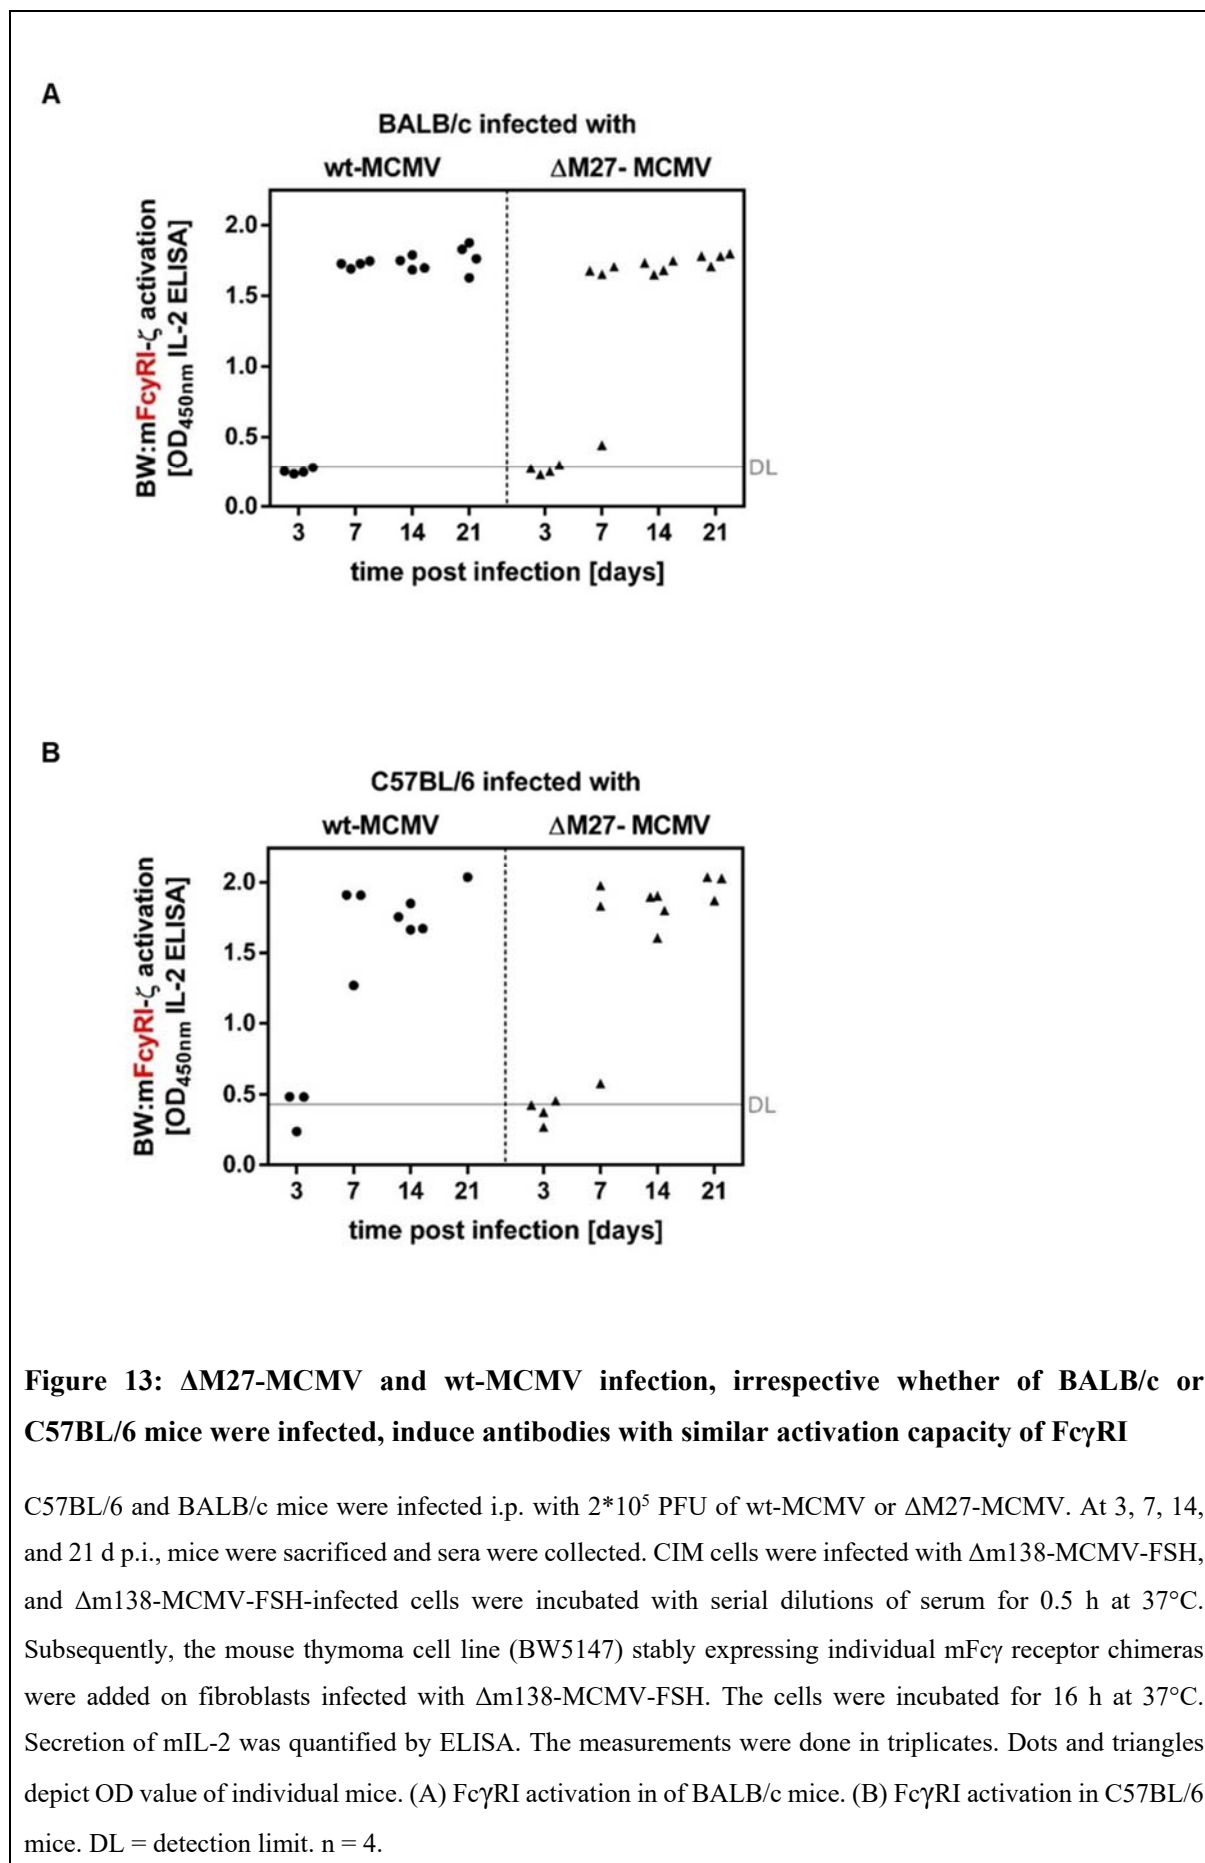 A
BALB/c infected with
wt-MCMV ΔM27- MCMV
BW:mFcyRI-ζ activation
[OD450nm IL-2 ELISA]
2.0
1.5
1.0
0.5
0.0
DL
3 7 14 21 3 7 14 21
time post infection [days]
B
C57BL/6 infected with
wt-MCMV ΔM27- MCMV
BW:mFcyRI-ζ activation
[OD450nm IL-2 ELISA]
2.0
1.5
1.0
0.5
0.0
DL
3 7 14 21 3 7 14 21
time post infection [days]
Figure 13: ΔM27-MCMV and wt-MCMV infection, irrespective whether of BALB/c or
C57BL/6 mice were infected, induce antibodies with similar activation capacity of FcγRI
C57BL/6 and BALB/c mice were infected i.p. with 2*10⁵ PFU of wt-MCMV or ΔM27-MCMV. At 3, 7, 14,
and 21 d p.i., mice were sacrificed and sera were collected. CIM cells were infected with Δm138-MCMV-FSH,
and Δm138-MCMV-FSH-infected cells were incubated with serial dilutions of serum for 0.5 h at 37°C.
Subsequently, the mouse thymoma cell line (BW5147) stably expressing individual mFcγ receptor chimeras
were added on fibroblasts infected with Δm138-MCMV-FSH. The cells were incubated for 16 h at 37°C.
Secretion of mIL-2 was quantified by ELISA. The measurements were done in triplicates. Dots and triangles
depict OD value of individual mice. (A) FcγRI activation in of BALB/c mice. (B) FcγRI activation in C57BL/6
mice. DL = detection limit. n = 4.